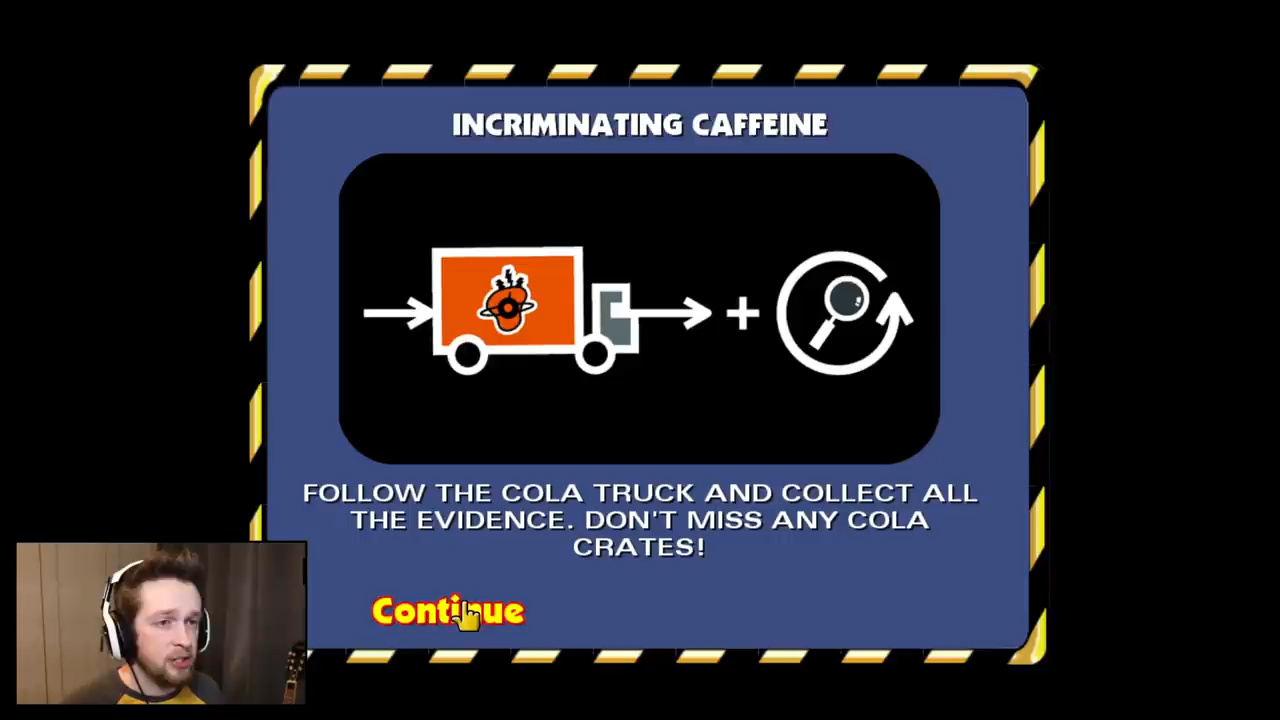 INCRIMINATING CAFFEINE
FOLLOW THE COLA TRUCK AND COLLECT ALL
THE EVIDENCE. DON'T MISS ANY COLA
CRATES!
Continue